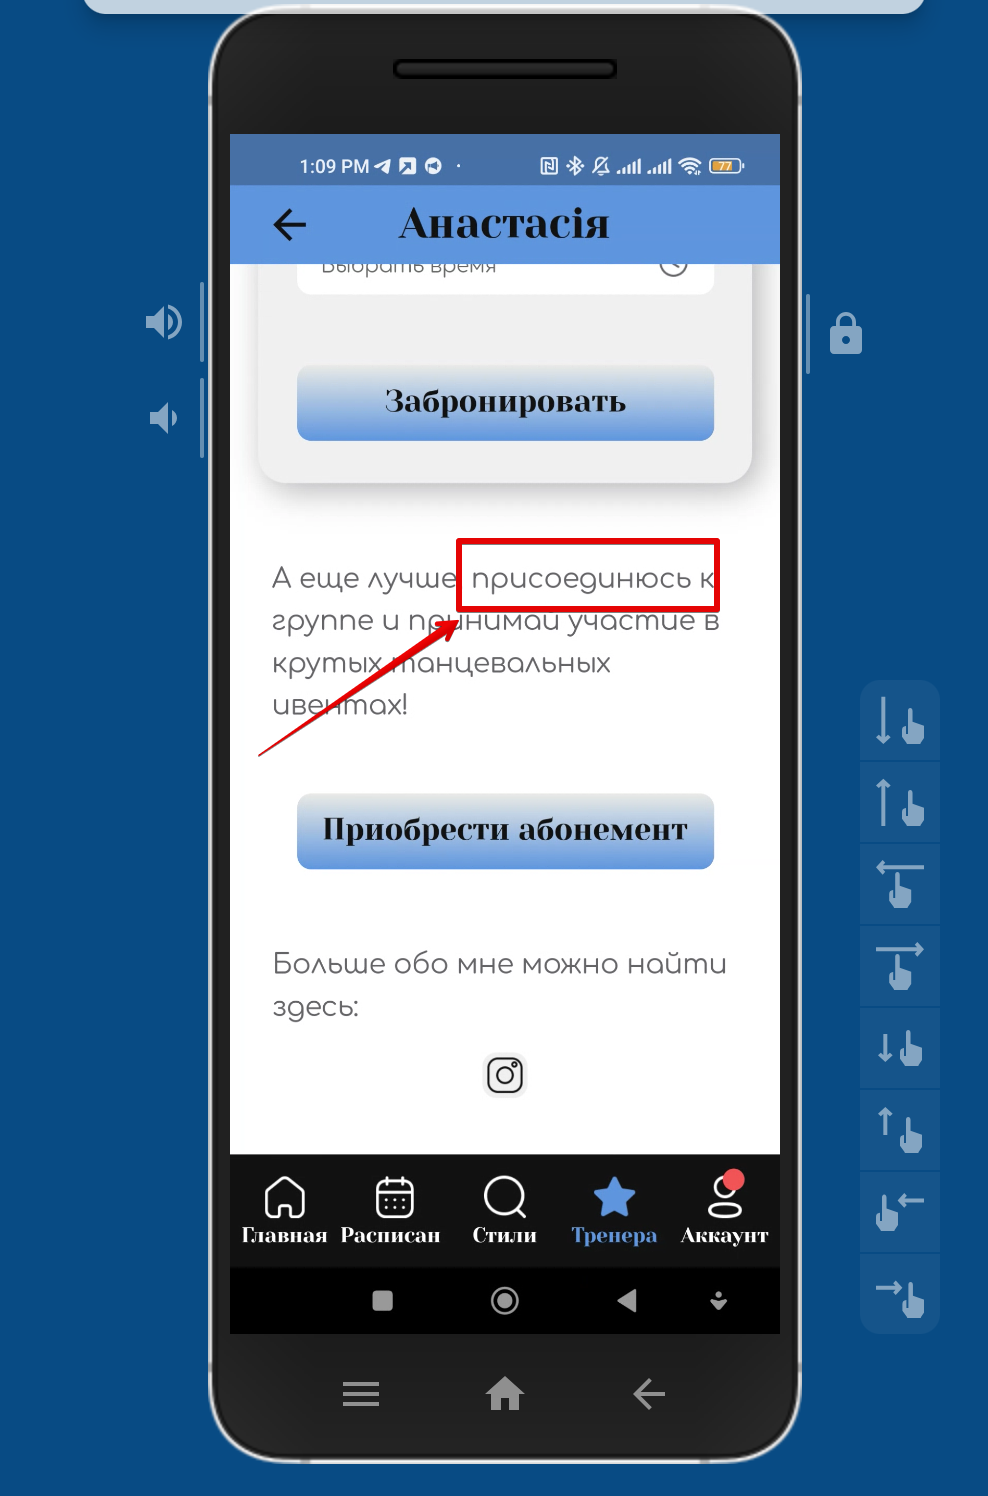 1:09 PM
77
Анастасія
Выбрать время
Забронировать
А еще лучше присоединюсь к
группе и принимай участие в
крутых танцевальных
ивентах!
Приобрести абонемент
Больше обо мне можно найти
здесь:
Главная Расписан Стили Тренера Аккаунт